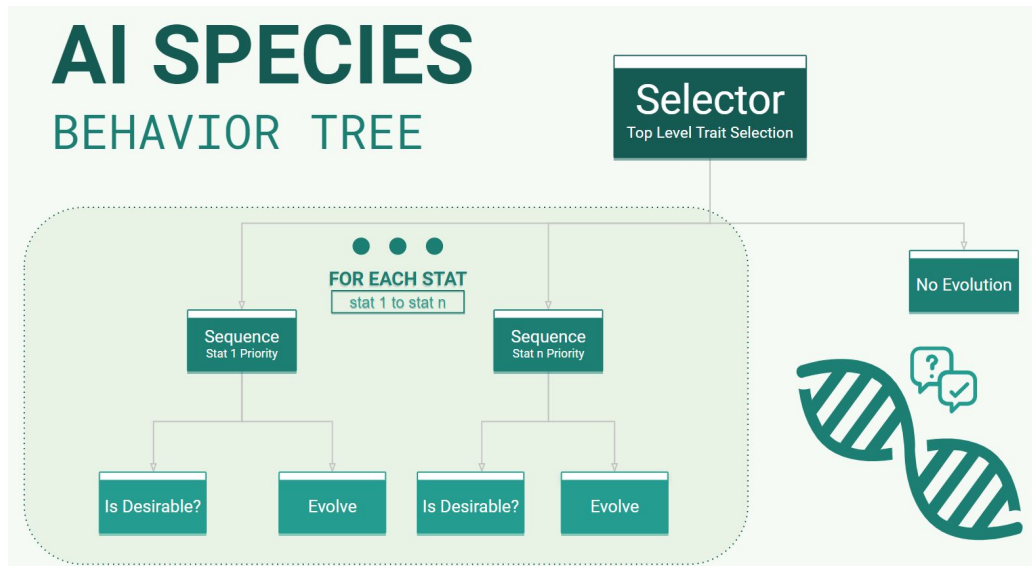 AI SPECIES
BEHAVIOR TREE
Selector
Top Level Trait Selection
FOR EACH STAT
stat 1 to stat n
No Evolution
Sequence
Stat 1 Priority
Sequence
Stat n Priority
?
Is Desirable?
Evolve
Is Desirable?
Evolve